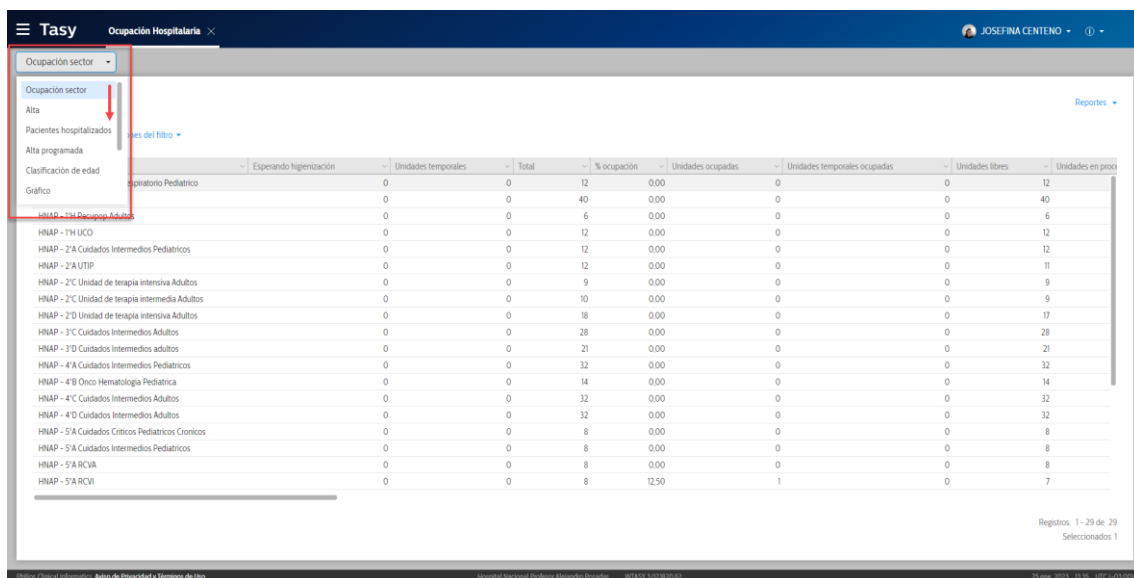 Tasy Ocupación Hospitalaria JOSEFINA CENTENO
Ocupación sector
Ocupación sector
Alta
Pacientes hospitalizados
Alta programada
Clasificación de edad
Gráfico
Reportes
del filtro
Esperando higienización Unidades temporales Total % ocupación Unidades ocupadas Unidades temporales ocupadas Unidades libres Unidades en proce
Pediatrico 0 0 12 0,00 0 0 12
0 0 40 0,00 0 0 40
HNAP - 1°H Recupop Adultos 0 0 6 0,00 0 0 6
HNAP - 1°H UCO 0 0 12 0,00 0 0 12
HNAP - 2°A Cuidados Intermedios Pediatricos 0 0 12 0,00 0 0 12
HNAP - 2°A UTIP 0 0 12 0,00 0 0 11
HNAP - 2°C Unidad de terapia intensiva Adultos 0 0 9 0,00 0 0 9
HNAP - 2°C Unidad de terapia intermedia Adultos 0 0 10 0,00 0 0 9
HNAP - 2°D Unidad de terapia intensiva Adultos 0 0 18 0,00 0 0 17
HNAP - 3°C Cuidados Intermedios Adultos 0 0 28 0,00 0 0 28
HNAP - 3°D Cuidados Intermedios adultos 0 0 21 0,00 0 0 21
HNAP - 4°A Cuidados Intermedios Pediatricos 0 0 32 0,00 0 0 32
HNAP - 4°B Onco Hematologia Pediatrica 0 0 14 0,00 0 0 14
HNAP - 4°C Cuidados Intermedios Adultos 0 0 32 0,00 0 0 32
HNAP - 4°D Cuidados Intermedios Adultos 0 0 32 0,00 0 0 32
HNAP - 5°A Cuidados Criticos Pediatricos Cronicos 0 0 8 0,00 0 0 8
HNAP - 5°A Cuidados Intermedios Pediatricos 0 0 8 0,00 0 0 8
HNAP - 5°A RCVA 0 0 8 0,00 0 0 8
HNAP - 5°A RCVI 0 0 8 12,50 1 0 7
Registros: 1 - 29 de 29
Seleccionados 1
Philips Clinical Informatics Aviso de Privacidad y Términos de Uso Hospital Nacional Profesor Alejandro Posadas